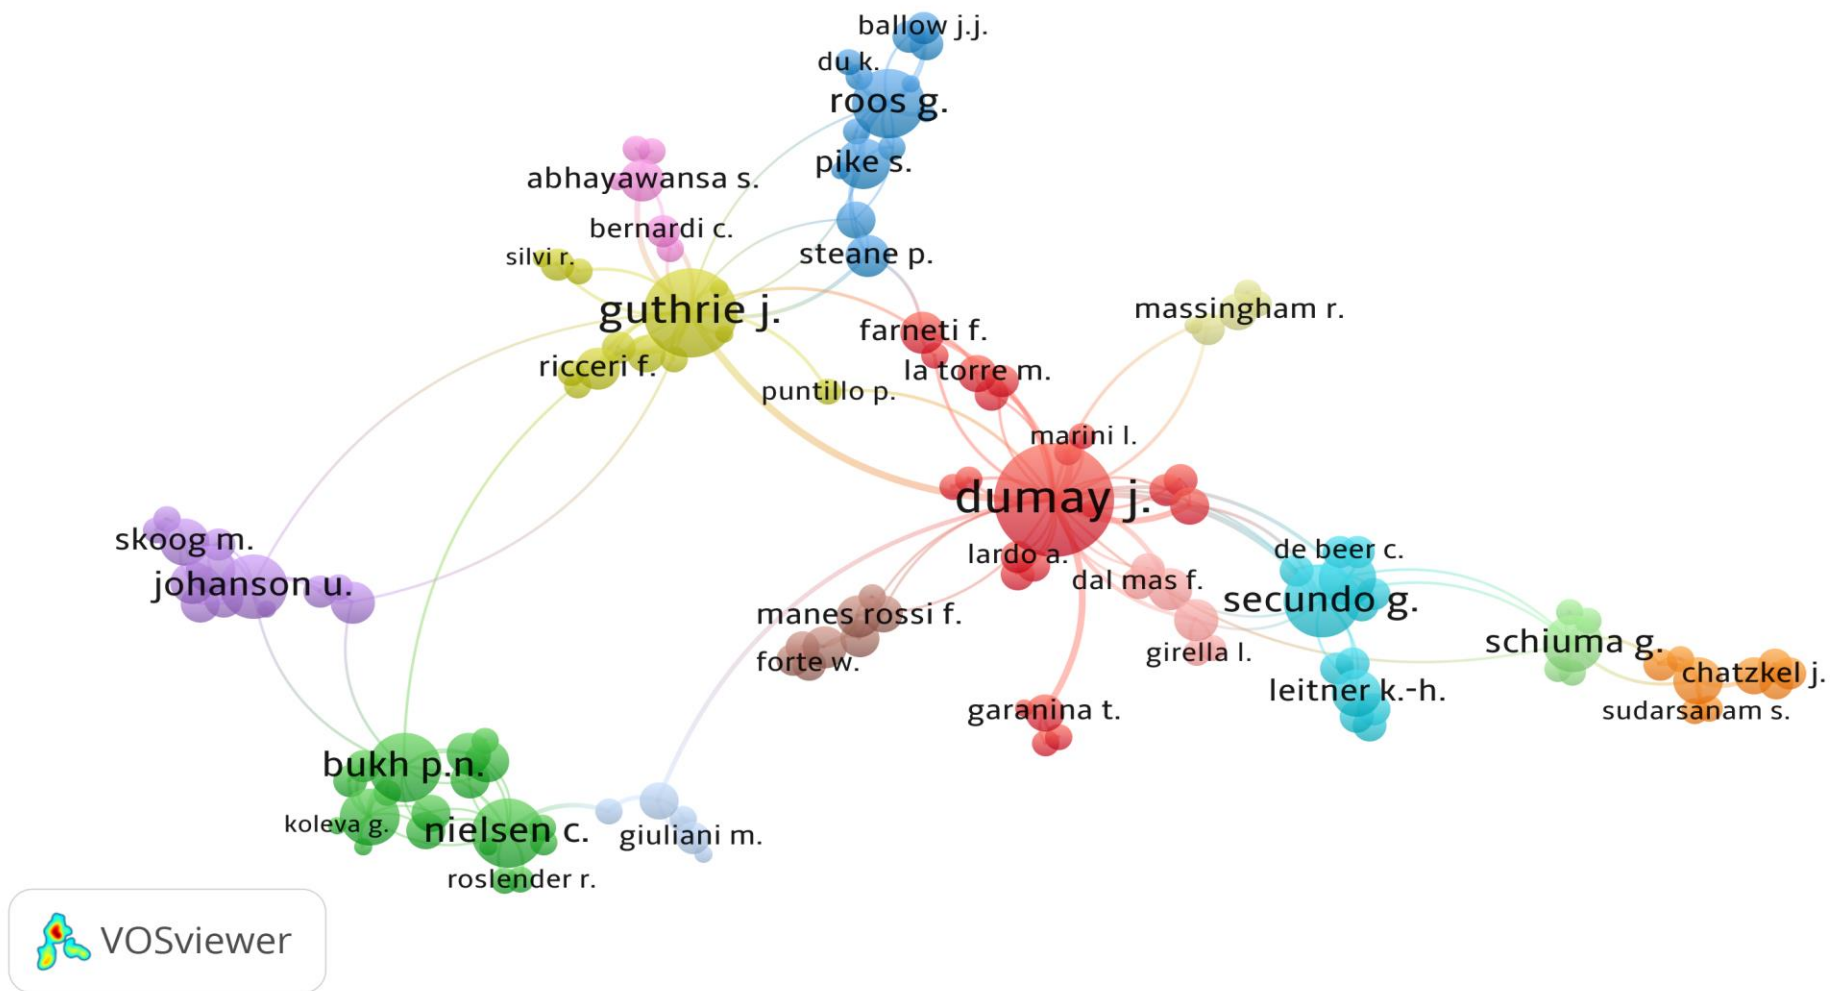 ballow j.j.
du k.
roos g.
pike s.
abhayawansa s.
bernardi c.
steane p.
silvi r.
guthrie j.
massingham r.
farneti f.
ricceri f.
la torre m.
puntillo p.
marini l.
dumay j.
skoog m.
lardo a.
de beer c.
johanson u.
dal mas f.
secundo g.
manes rossi f.
schiuma g.
girella l.
forte w.
chatzkel j.
leitner k.-h.
garanina t.
sudarsanam s.
bukh p.n.
koleva g.
nielsen c.
giuliani m.
roslender r.
VOSviewer